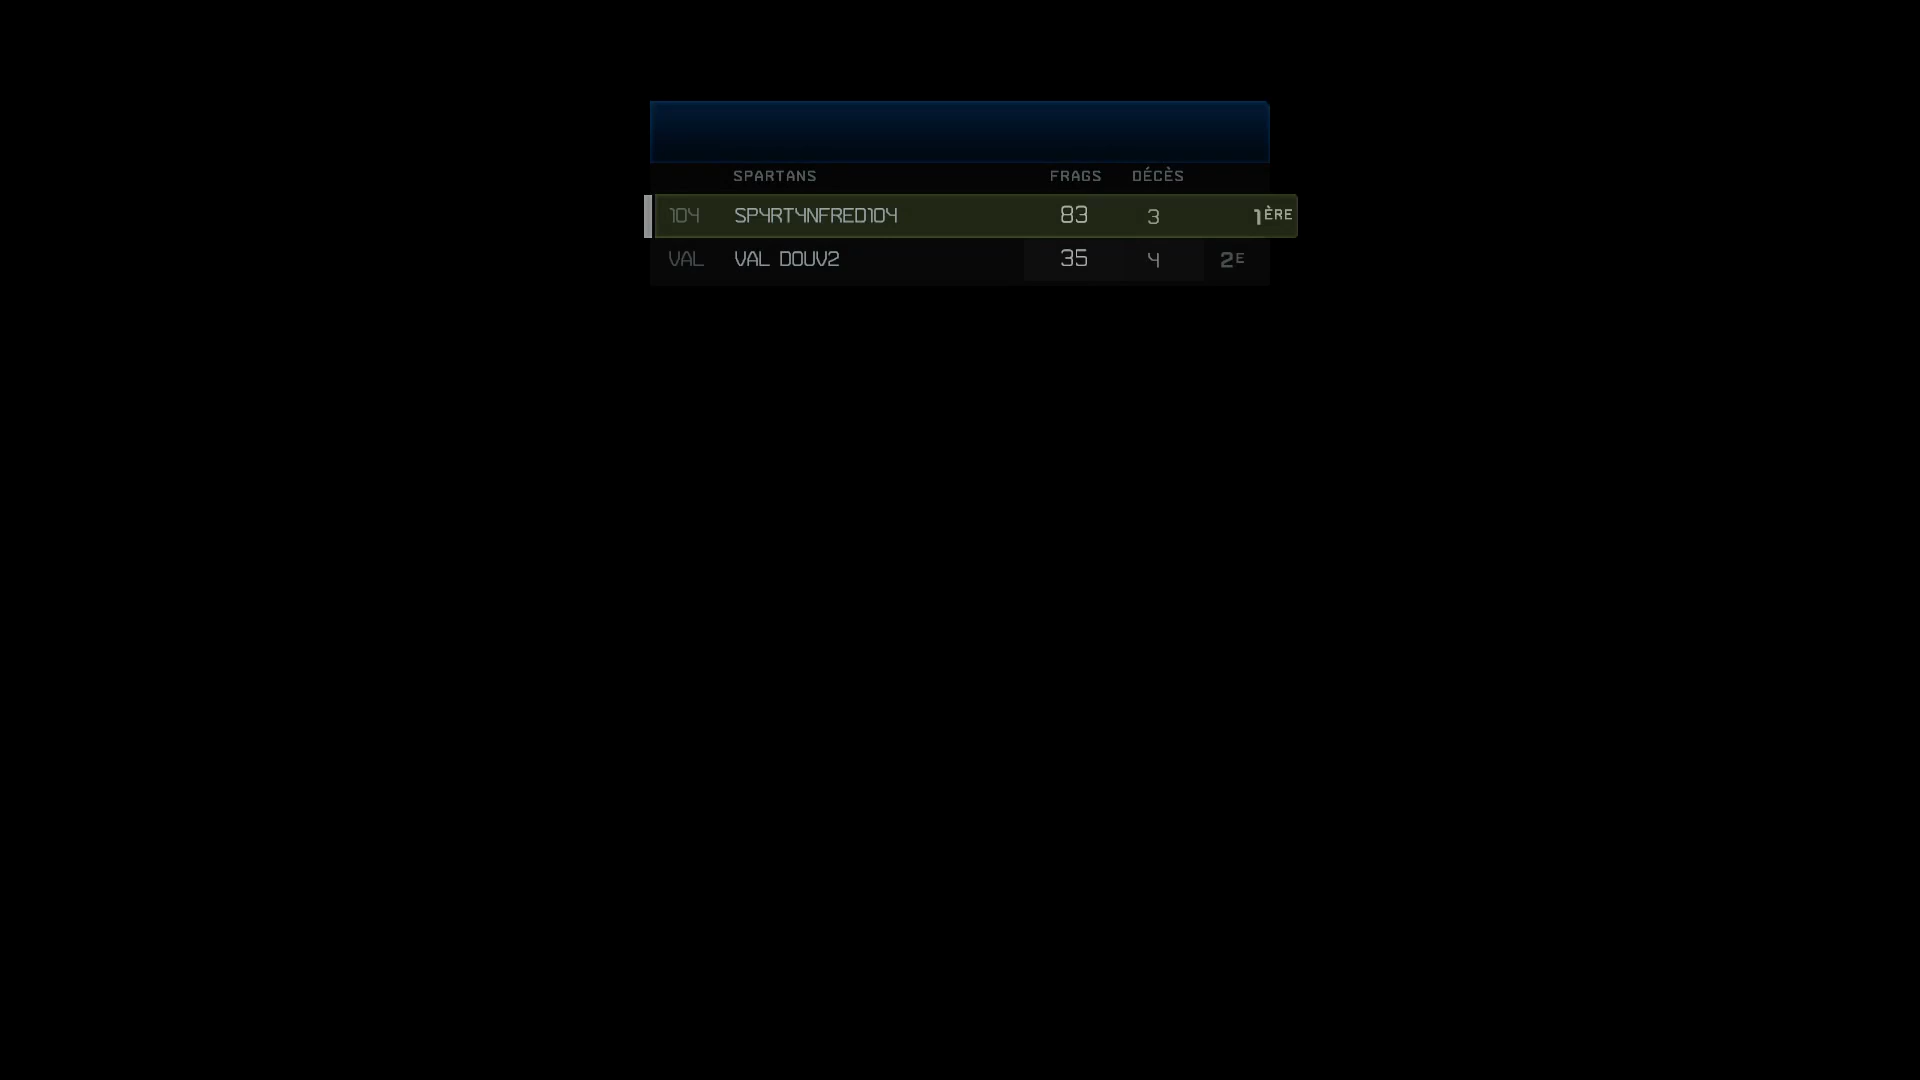 SPARTANS FRAGS DÉCÈS
104 SP4RT4NFRED104 83 3 1ÈRE
VAL VAL DOUV2 35 4 2E